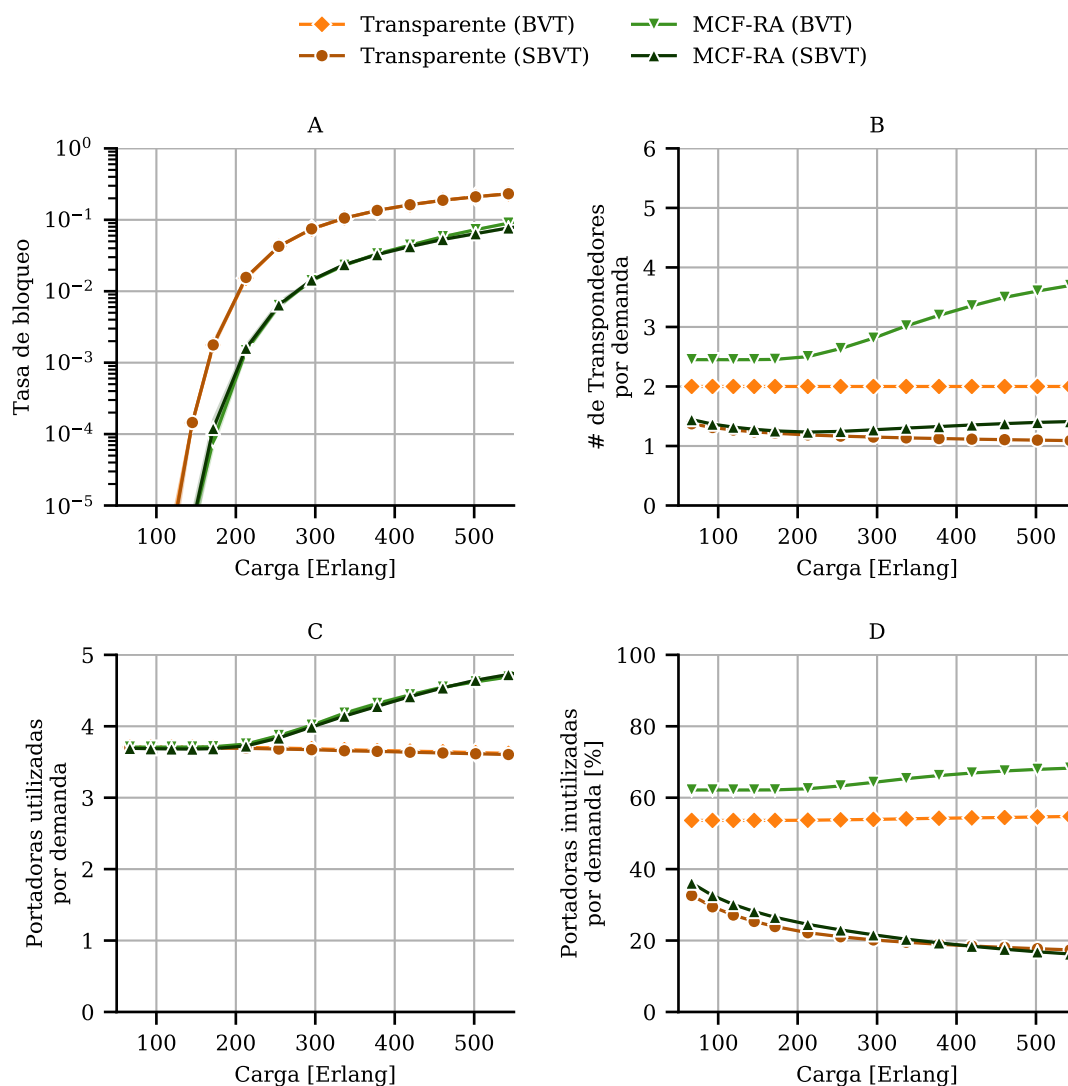 Transparente (BVT)
Transparente (SBVT)
MCF-RA (BVT)
MCF-RA (SBVT)
A
10⁰
10⁻¹
10⁻²
10⁻³
10⁻⁴
10⁻⁵
Tasa de bloqueo
100 200 300 400 500
Carga [Erlang]
B
6
5
4
3
2
1
0
# de Transpondedores
por demanda
100 200 300 400 500
Carga [Erlang]
C
5
4
3
2
1
0
Portadoras utilizadas
por demanda
100 200 300 400 500
Carga [Erlang]
D
100
80
60
40
20
0
Portadoras inutilizadas
por demanda [%]
100 200 300 400 500
Carga [Erlang]